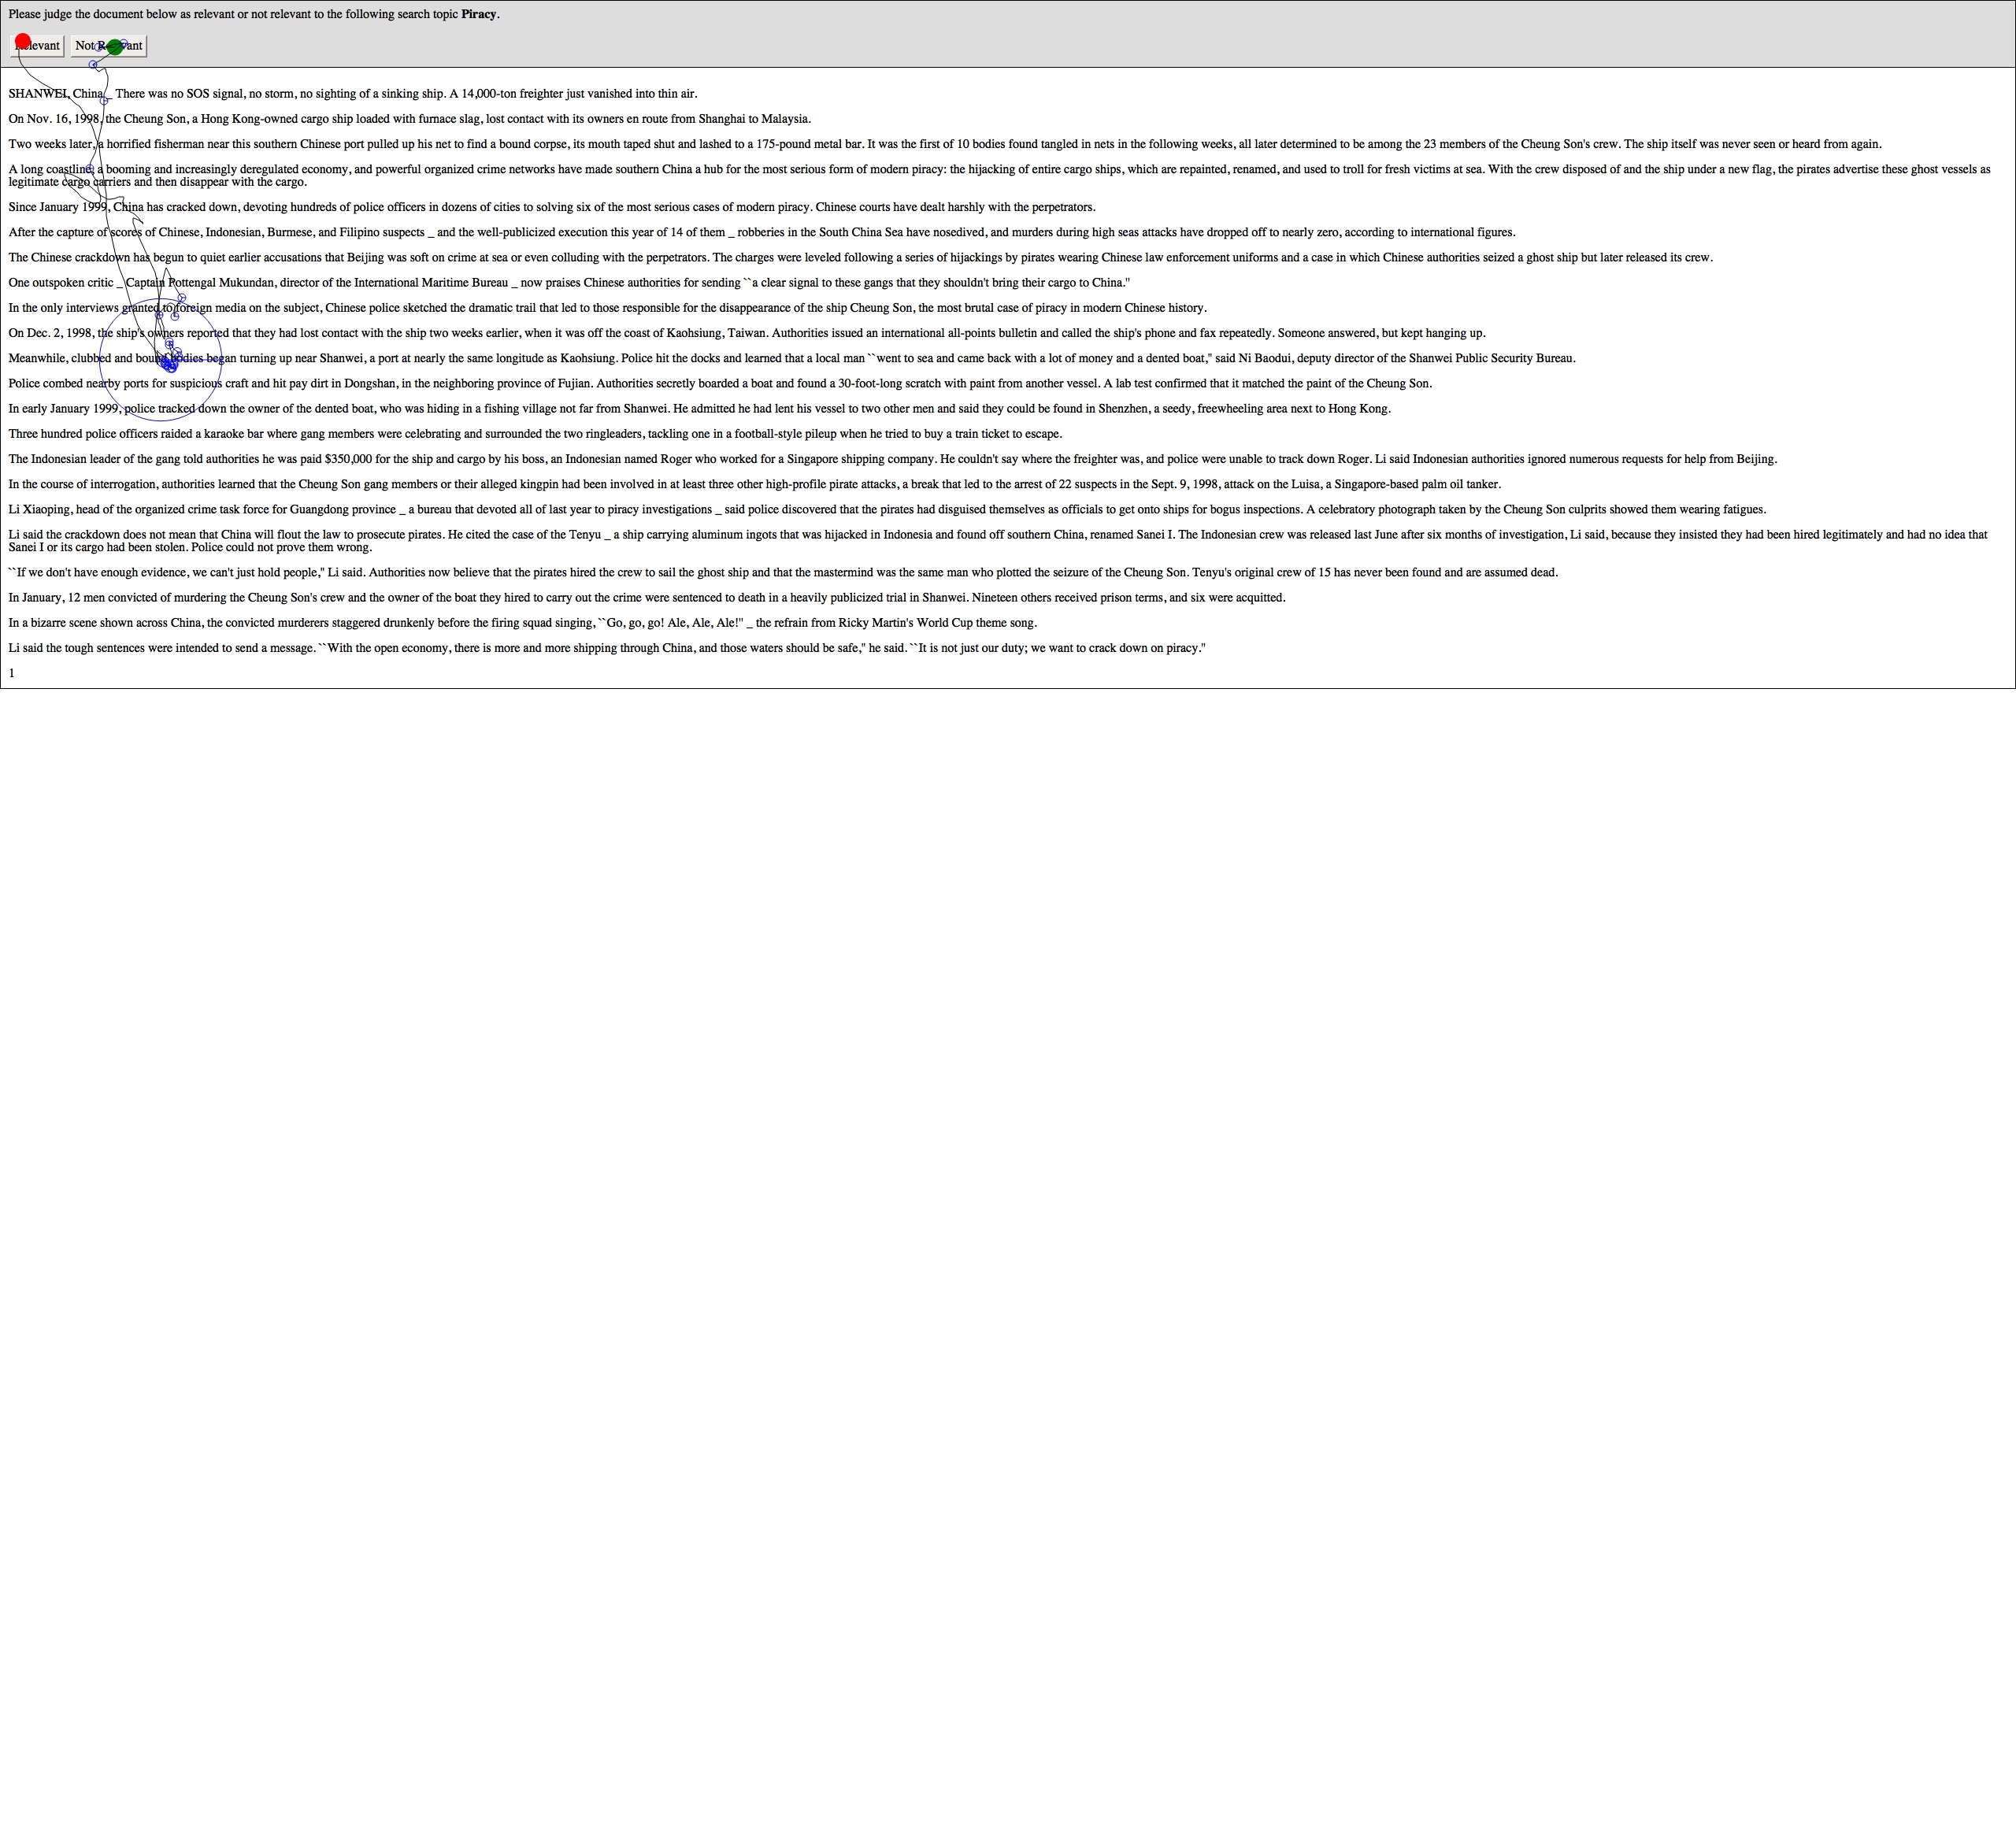 Please judge the document below as relevant or not relevant to the following search topic Piracy.
Relevant Not Relevant
SHANWEI, China _ There was no SOS signal, no storm, no sighting of a sinking ship. A 14,000-ton freighter just vanished into thin air.
On Nov. 16, 1998, the Cheung Son, a Hong Kong-owned cargo ship loaded with furnace slag, lost contact with its owners en route from Shanghai to Malaysia.
Two weeks later, a horrified fisherman near this southern Chinese port pulled up his net to find a bound corpse, its mouth taped shut and lashed to a 175-pound metal bar. It was the first of 10 bodies found tangled in nets in the following weeks, all later determined to be among the 23 members of the Cheung Son's crew. The ship itself was never seen or heard from again.
A long coastline, a booming and increasingly deregulated economy, and powerful organized crime networks have made southern China a hub for the most serious form of modern piracy: the hijacking of entire cargo ships, which are repainted, renamed, and used to troll for fresh victims at sea. With the crew disposed of and the ship under a new flag, the pirates advertise these ghost vessels as
legitimate cargo carriers and then disappear with the cargo.
Since January 1999, China has cracked down, devoting hundreds of police officers in dozens of cities to solving six of the most serious cases of modern piracy. Chinese courts have dealt harshly with the perpetrators.
After the capture of scores of Chinese, Indonesian, Burmese, and Filipino suspects _ and the well-publicized execution this year of 14 of them _ robberies in the South China Sea have nosedived, and murders during high seas attacks have dropped off to nearly zero, according to international figures.
The Chinese crackdown has begun to quiet earlier accusations that Beijing was soft on crime at sea or even colluding with the perpetrators. The charges were leveled following a series of hijackings by pirates wearing Chinese law enforcement uniforms and a case in which Chinese authorities seized a ghost ship but later released its crew.
One outspoken critic _ Captain Pottengal Mukundan, director of the International Maritime Bureau _ now praises Chinese authorities for sending ``a clear signal to these gangs that they shouldn't bring their cargo to China.''
In the only interviews granted to foreign media on the subject, Chinese police sketched the dramatic trail that led to those responsible for the disappearance of the ship Cheung Son, the most brutal case of piracy in modern Chinese history.
On Dec. 2, 1998, the ship's owners reported that they had lost contact with the ship two weeks earlier, when it was off the coast of Kaohsiung, Taiwan. Authorities issued an international all-points bulletin and called the ship's phone and fax repeatedly. Someone answered, but kept hanging up.
Meanwhile, clubbed and bound bodies began turning up near Shanwei, a port at nearly the same longitude as Kaohsiung. Police hit the docks and learned that a local man ``went to sea and came back with a lot of money and a dented boat,'' said Ni Baodui, deputy director of the Shanwei Public Security Bureau.
Police combed nearby ports for suspicious craft and hit pay dirt in Dongshan, in the neighboring province of Fujian. Authorities secretly boarded a boat and found a 30-foot-long scratch with paint from another vessel. A lab test confirmed that it matched the paint of the Cheung Son.
In early January 1999, police tracked down the owner of the dented boat, who was hiding in a fishing village not far from Shanwei. He admitted he had lent his vessel to two other men and said they could be found in Shenzhen, a seedy, freewheeling area next to Hong Kong.
Three hundred police officers raided a karaoke bar where gang members were celebrating and surrounded the two ringleaders, tackling one in a football-style pileup when he tried to buy a train ticket to escape.
The Indonesian leader of the gang told authorities he was paid $350,000 for the ship and cargo by his boss, an Indonesian named Roger who worked for a Singapore shipping company. He couldn't say where the freighter was, and police were unable to track down Roger. Li said Indonesian authorities ignored numerous requests for help from Beijing.
In the course of interrogation, authorities learned that the Cheung Son gang members or their alleged kingpin had been involved in at least three other high-profile pirate attacks, a break that led to the arrest of 22 suspects in the Sept. 9, 1998, attack on the Luisa, a Singapore-based palm oil tanker.
Li Xiaoping, head of the organized crime task force for Guangdong province _ a bureau that devoted all of last year to piracy investigations _ said police discovered that the pirates had disguised themselves as officials to get onto ships for bogus inspections. A celebratory photograph taken by the Cheung Son culprits showed them wearing fatigues.
Li said the crackdown does not mean that China will flout the law to prosecute pirates. He cited the case of the Tenyu _ a ship carrying aluminum ingots that was hijacked in Indonesia and found off southern China, renamed Sanei I. The Indonesian crew was released last June after six months of investigation, Li said, because they insisted they had been hired legitimately and had no idea that
Sanei I or its cargo had been stolen. Police could not prove them wrong.
``If we don't have enough evidence, we can't just hold people,'' Li said. Authorities now believe that the pirates hired the crew to sail the ghost ship and that the mastermind was the same man who plotted the seizure of the Cheung Son. Tenyu's original crew of 15 has never been found and are assumed dead.
In January, 12 men convicted of murdering the Cheung Son's crew and the owner of the boat they hired to carry out the crime were sentenced to death in a heavily publicized trial in Shanwei. Nineteen others received prison terms, and six were acquitted.
In a bizarre scene shown across China, the convicted murderers staggered drunkenly before the firing squad singing, ``Go, go, go! Ale, Ale, Ale!'' _ the refrain from Ricky Martin's World Cup theme song.
Li said the tough sentences were intended to send a message. ``With the open economy, there is more and more shipping through China, and those waters should be safe,'' he said. ``It is not just our duty; we want to crack down on piracy.''
1